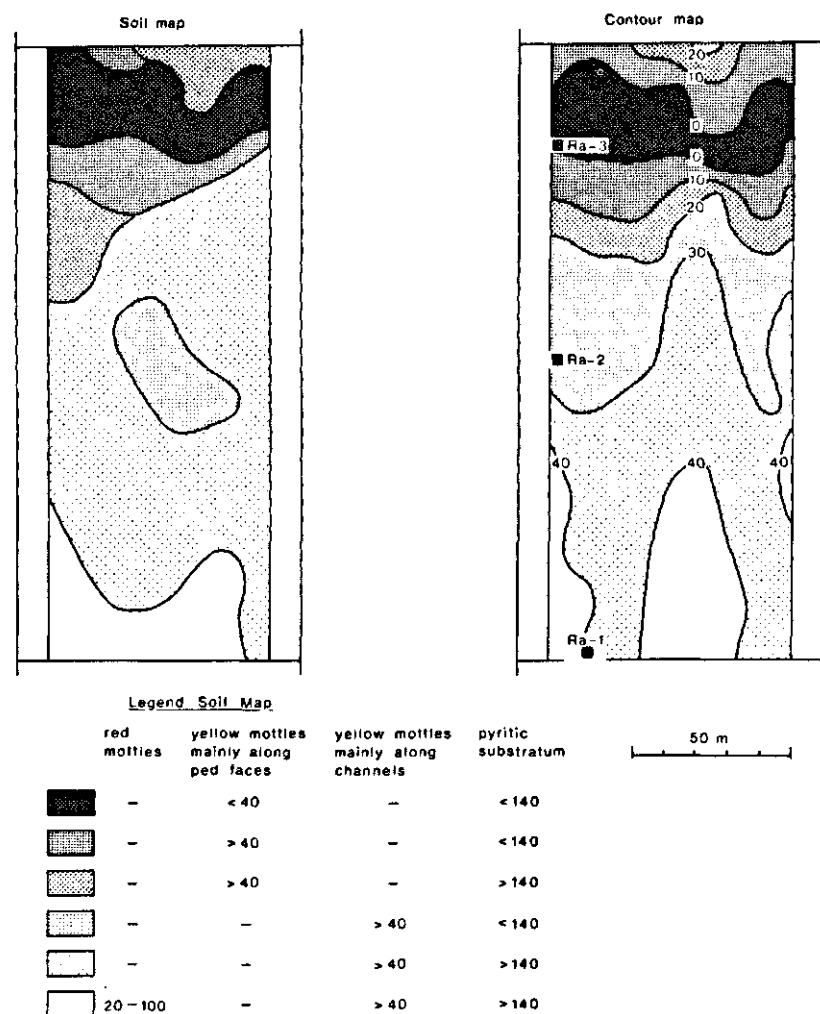 Soil map
Contour map
20
10
0
Ra-3
0
10
20
30
Ra-2
40
40
40
Ra-1
Legend Soil Map
red mottles
yellow mottles mainly along ped faces
yellow mottles mainly along channels
pyritic substratum
50 m
– <40 – <140
– >40 – <140
– >40 – >140
– – >40 <140
– – >40 >140
20–100 – >40 >140